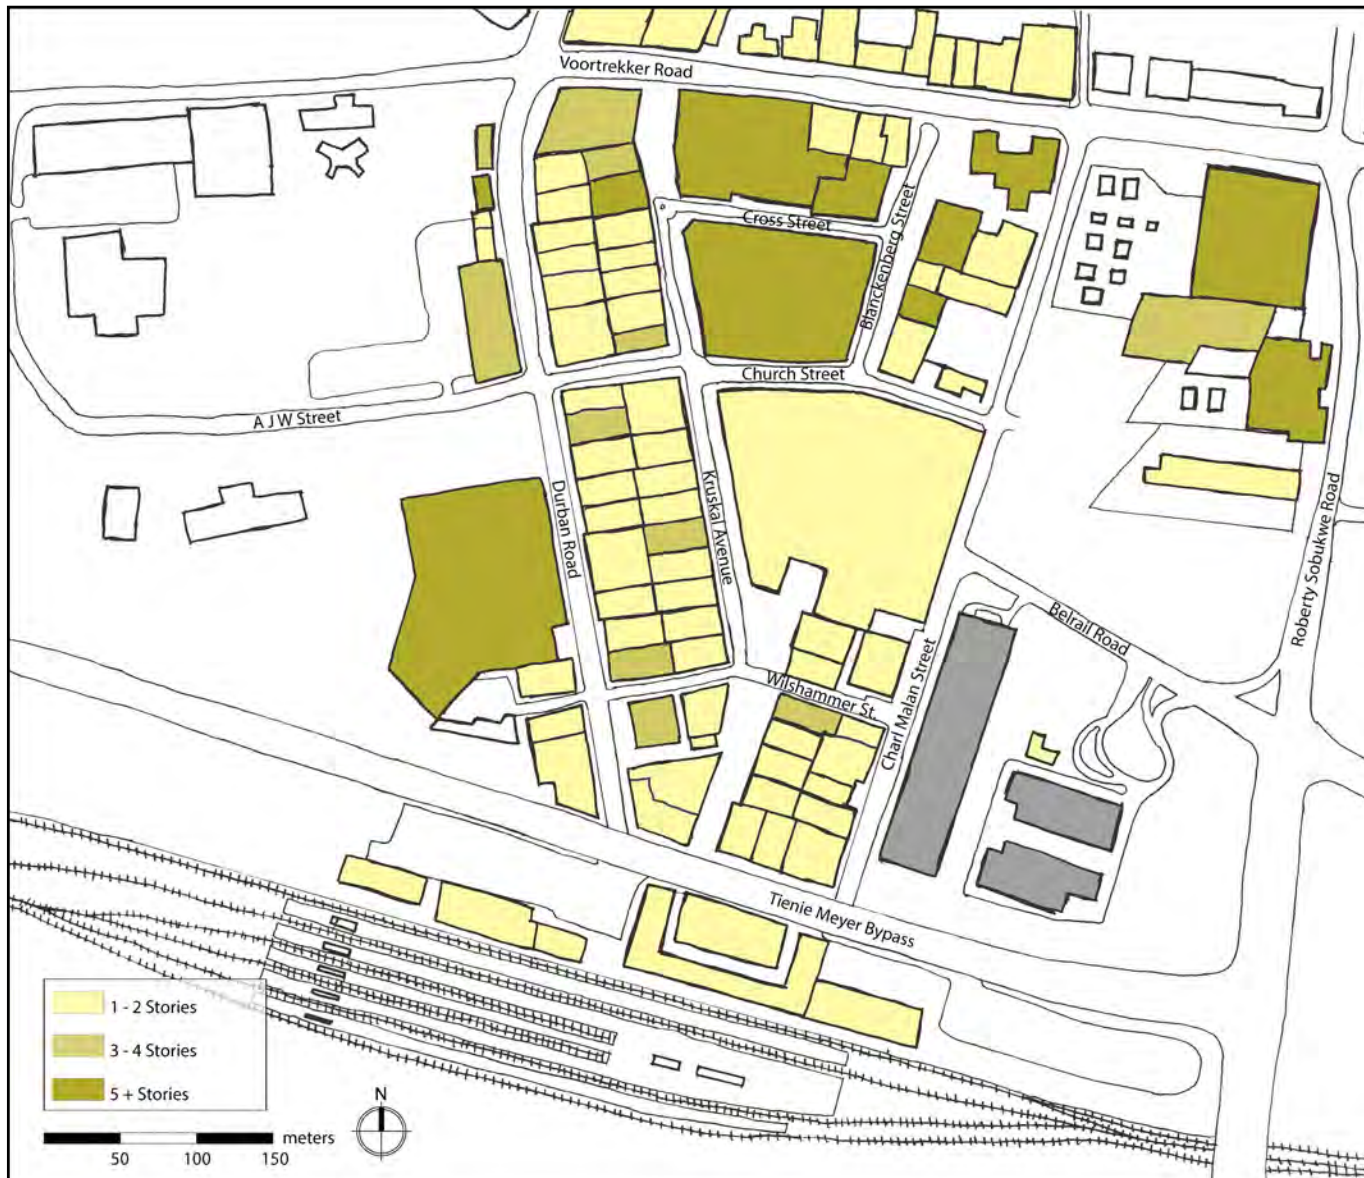 Voortrekker Road
Cross Street
Blanckenberg Street
Church Street
A J W Street
Durban Road
Kruskal Avenue
Roberty Sobukwe Road
Belrail Road
Wilshammer St.
Charl Malan Street
Tienie Meyer Bypass
1 - 2 Stories
3 - 4 Stories
5 + Stories
N
meters
50 100 150